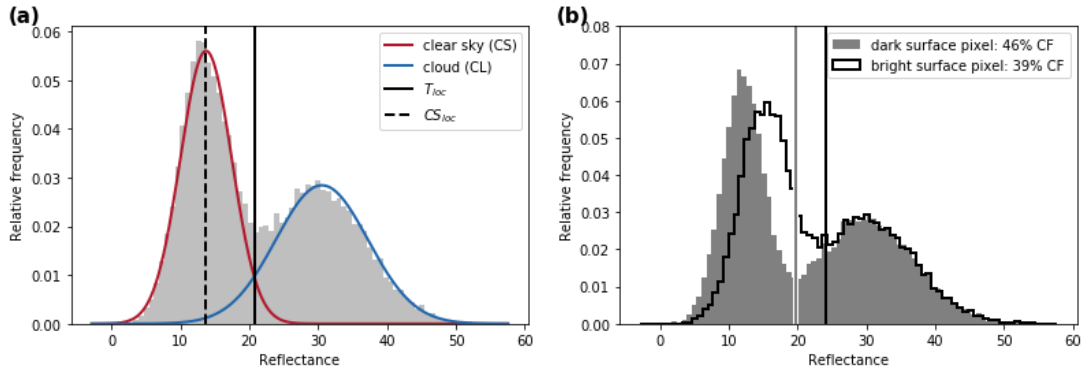 (a)
0.06
0.05
0.04
0.03
0.02
0.01
0.00
Relative frequency
0 10 20 30 40 50 60
Reflectance
clear sky (CS)
cloud (CL)
T_loc
CS_loc
(b)
0.08
0.07
0.06
0.05
0.04
0.03
0.02
0.01
0.00
Relative frequency
0 10 20 30 40 50 60
Reflectance
dark surface pixel: 46% CF
bright surface pixel: 39% CF